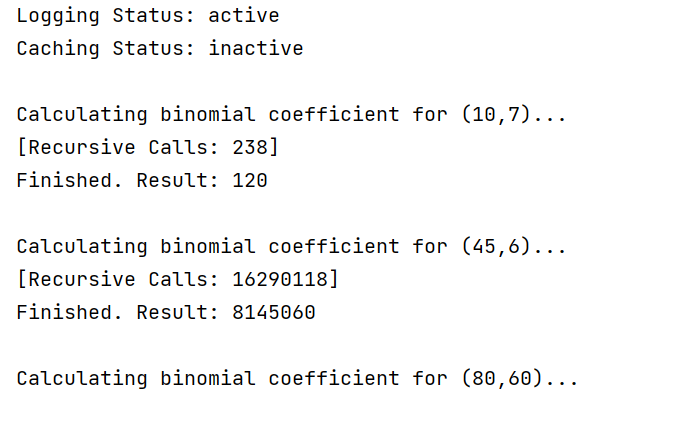 Logging Status: active
Caching Status: inactive
Calculating binomial coefficient for (10,7)...
[Recursive Calls: 238]
Finished. Result: 120
Calculating binomial coefficient for (45,6)...
[Recursive Calls: 16290118]
Finished. Result: 8145060
Calculating binomial coefficient for (80,60)...